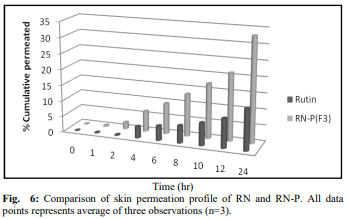 35
30
25
20
15
10
5
0
% Cumulative permeated
0 1 2 4 6 8 10 12 24
Time (hr)
Rutin
RN-P(F3)
Fig. 6: Comparison of skin permeation profile of RN and RN-P. All data
points represents average of three observations (n=3).